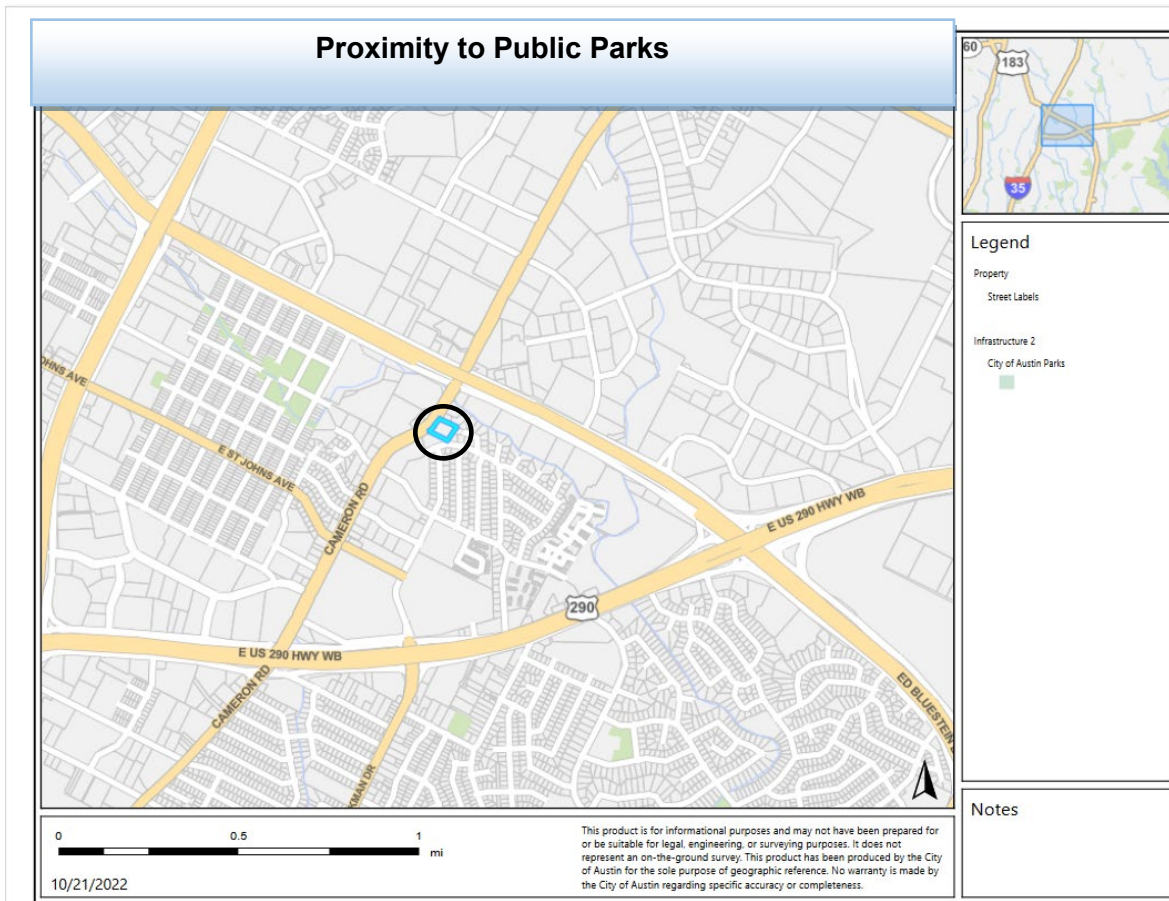 Proximity to Public Parks
60
183
35
OHNS AVE
E ST JOHNS AVE
CAMERON RD
E US 290 HWY WB
290
E US 290 HWY WB
CAMERON RD
KMAN DR
ED BLUESTEIN
Legend
Property
Street Labels
Infrastructure 2
City of Austin Parks
Notes
0 0.5 1
mi
10/21/2022
This product is for informational purposes and may not have been prepared for
or be suitable for legal, engineering, or surveying purposes. It does not
represent an on-the-ground survey. This product has been produced by the City
of Austin for the sole purpose of geographic reference. No warranty is made by
the City of Austin regarding specific accuracy or completeness.